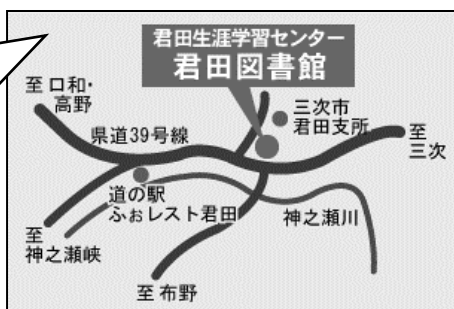 君田生涯学習センター
君田図書館
至口和・
高野
三次市
君田支所
県道39号線
至
三次
道の駅
ふぉレスト君田
神之瀬川
至
神之瀬峡
至布野